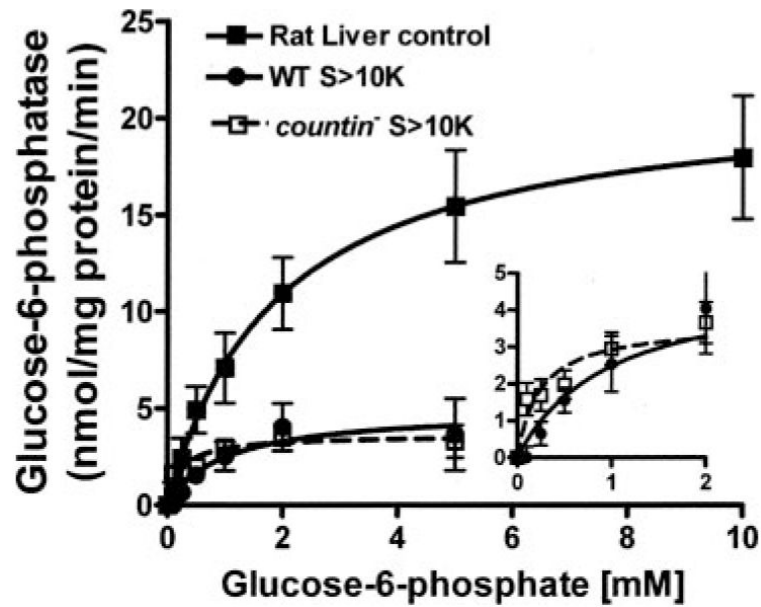 Glucose-6-phosphatase
(nmol/mg protein/min)
25
20
15
10
5
0
Rat Liver control
WT S>10K
countin⁻ S>10K
5
4
3
2
1
0
0 1 2
0 2 4 6 8 10
Glucose-6-phosphate [mM]